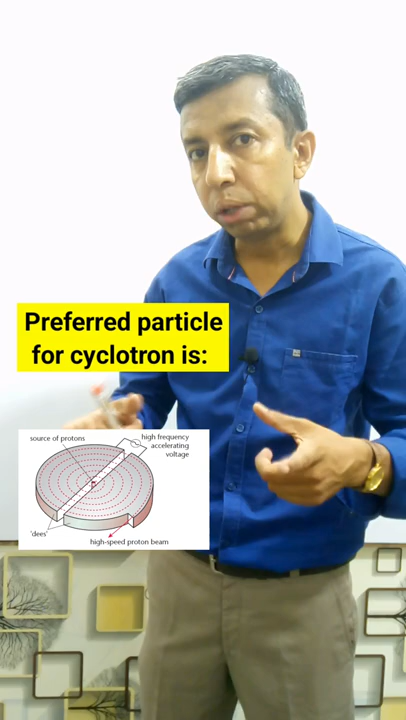 Preferred particle
for cyclotron is:
source of protons
high frequency
accelerating
voltage
'dees'
high-speed proton beam